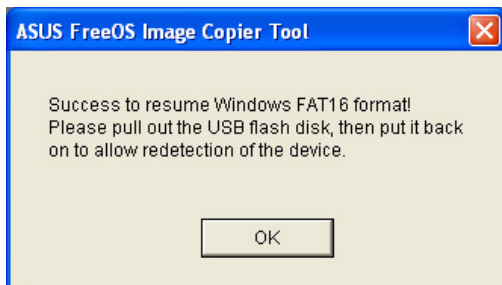 ASUS FreeOS Image Copier Tool
Success to resume Windows FAT16 format!
Please pull out the USB flash disk, then put it back
on to allow redetection of the device.
OK